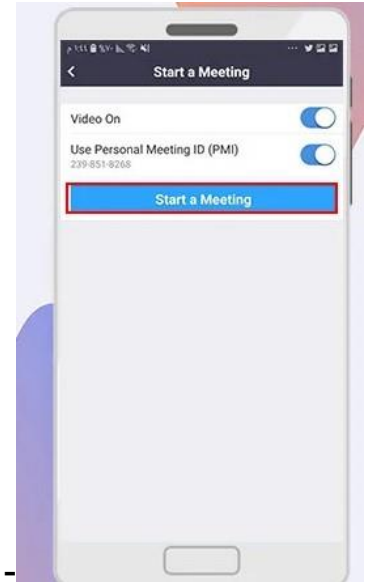 Start a Meeting
Video On
Use Personal Meeting ID (PMI)
239-851-8268
Start a Meeting
-